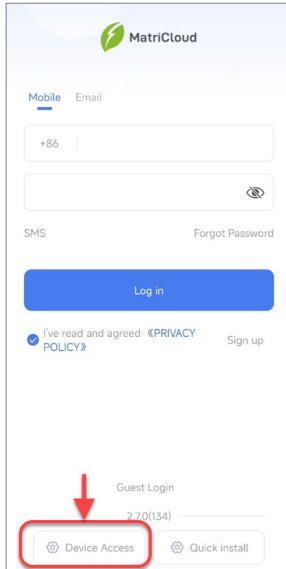 MatriCloud
Mobile Email
+86
SMS Forgot Password
Log in
I've read and agreed 《PRIVACY
POLICY》 Sign up
Guest Login
2.7.0(134)
Device Access Quick install